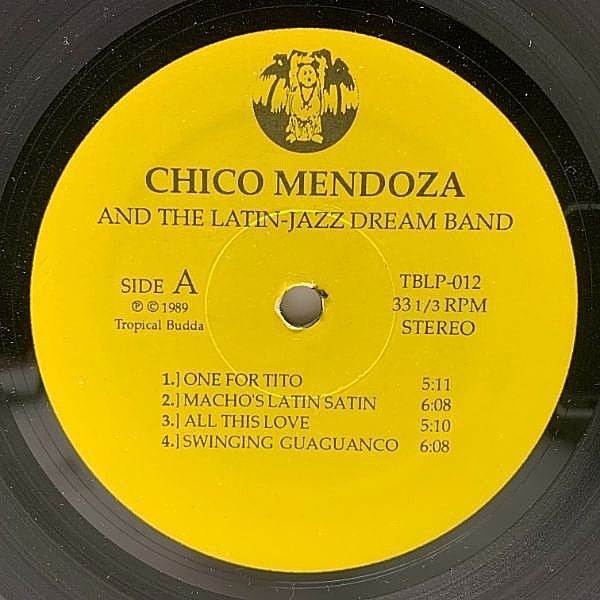 CHICO MENDOZA
AND THE LATIN-JAZZ DREAM BAND
SIDE A
℗ © 1989
Tropical Budda
TBLP-012
33 1/3 RPM
STEREO
1.] ONE FOR TITO 5:11
2.] MACHO'S LATIN SATIN 6:08
3.] ALL THIS LOVE 5:10
4.] SWINGING GUAGUANCO 6:08